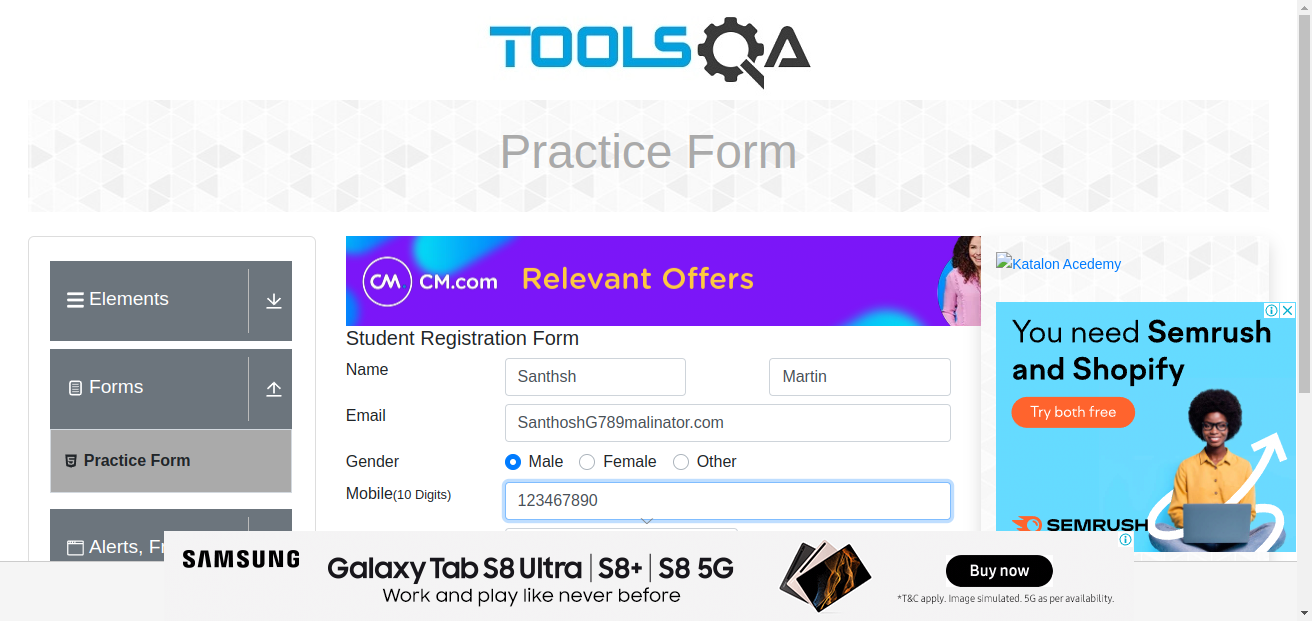 TOOLSQA
Practice Form
Elements
Forms
Practice Form
Alerts, Fr
CM CM.com Relevant Offers
Student Registration Form
Name Santhsh Martin
Email SanthoshG789malinator.com
Gender Male Female Other
Mobile(10 Digits) 123467890
Katalon Acedemy
You need Semrush
and Shopify
Try both free
SEMRUSH
SAMSUNG
Galaxy Tab S8 Ultra | S8+ | S8 5G
Work and play like never before
Buy now
*T&C apply. Image simulated. 5G as per availability.